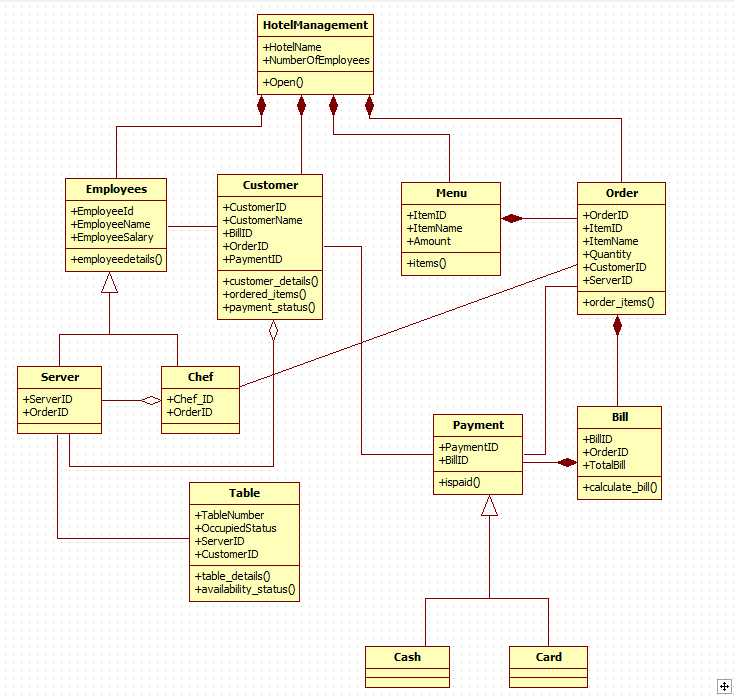 HotelManagement
+HotelName
+NumberOfEmployees
+Open()
Employees
+EmployeeId
+EmployeeName
+EmployeeSalary
+employeedetails()
Customer
+CustomerID
+CustomerName
+BillID
+OrderID
+PaymentID
+customer_details()
+ordered_items()
+payment_status()
Menu
+ItemID
+ItemName
+Amount
+items()
Order
+OrderID
+ItemID
+ItemName
+Quantity
+CustomerID
+ServerID
+order_items()
Server
+ServerID
+OrderID
Chef
+Chef_ID
+OrderID
Payment
+PaymentID
+BillID
+ispaid()
Bill
+BillID
+OrderID
+TotalBill
+calculate_bill()
Table
+TableNumber
+OccupiedStatus
+ServerID
+CustomerID
+table_details()
+availability_status()
Cash
Card